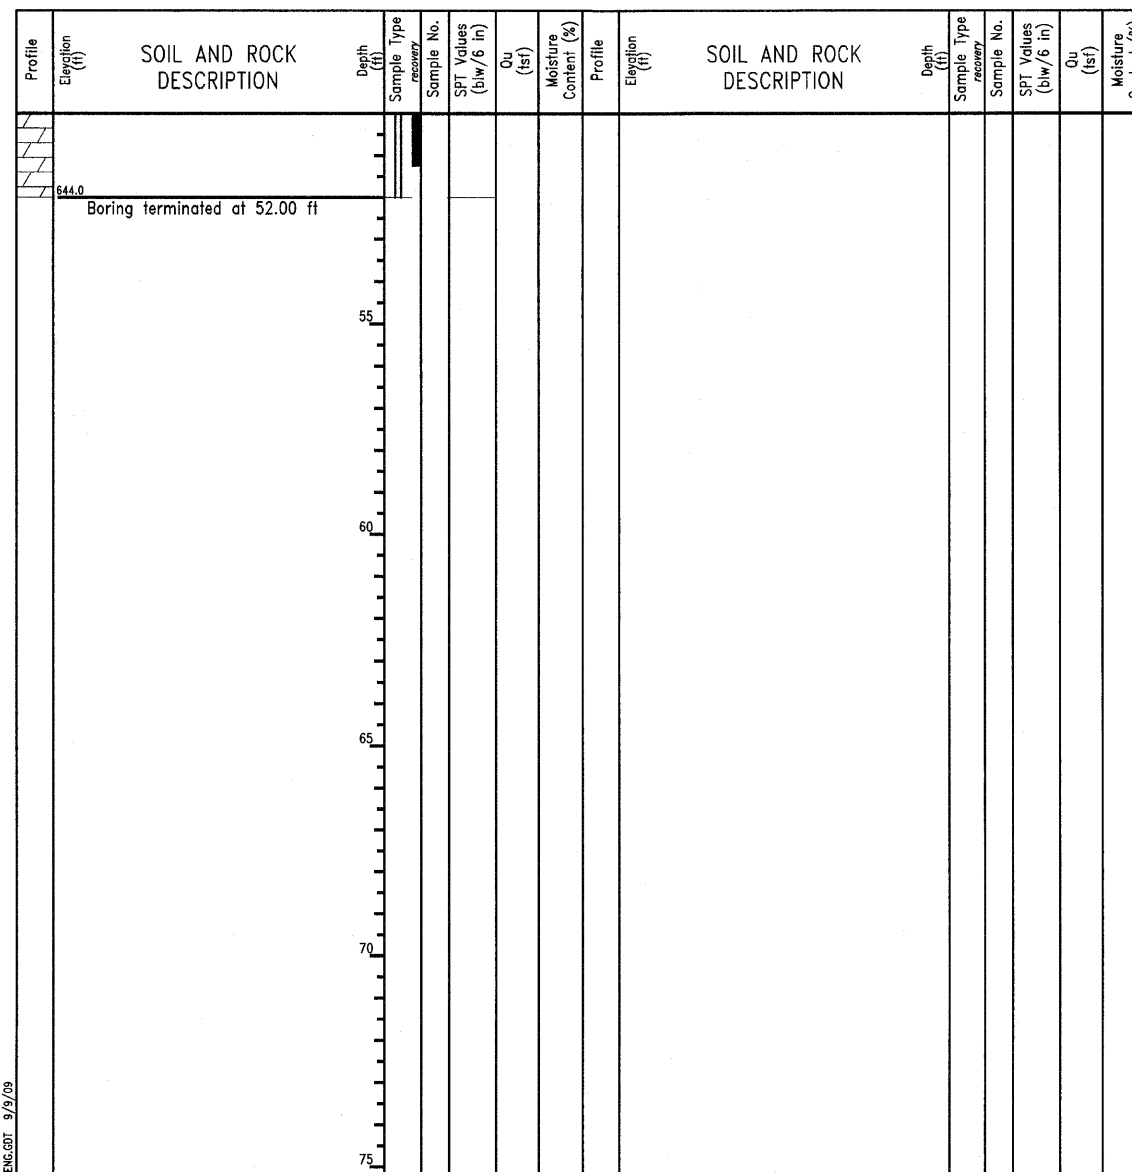 Profile
Elevation
(ft)
SOIL AND ROCK
DESCRIPTION
Depth
(ft)
Sample Type
recovery
Sample No.
SPT Values
(blw/6 in)
Qu
(tsf)
Moisture
Content (%)
Profile
Elevation
(ft)
SOIL AND ROCK
DESCRIPTION
Depth
(ft)
Sample Type
recovery
Sample No.
SPT Values
(blw/6 in)
Qu
(tsf)
Moisture
644.0
Boring terminated at 52.00 ft
55
60
65
70
75
ENG.GDT 9/9/09